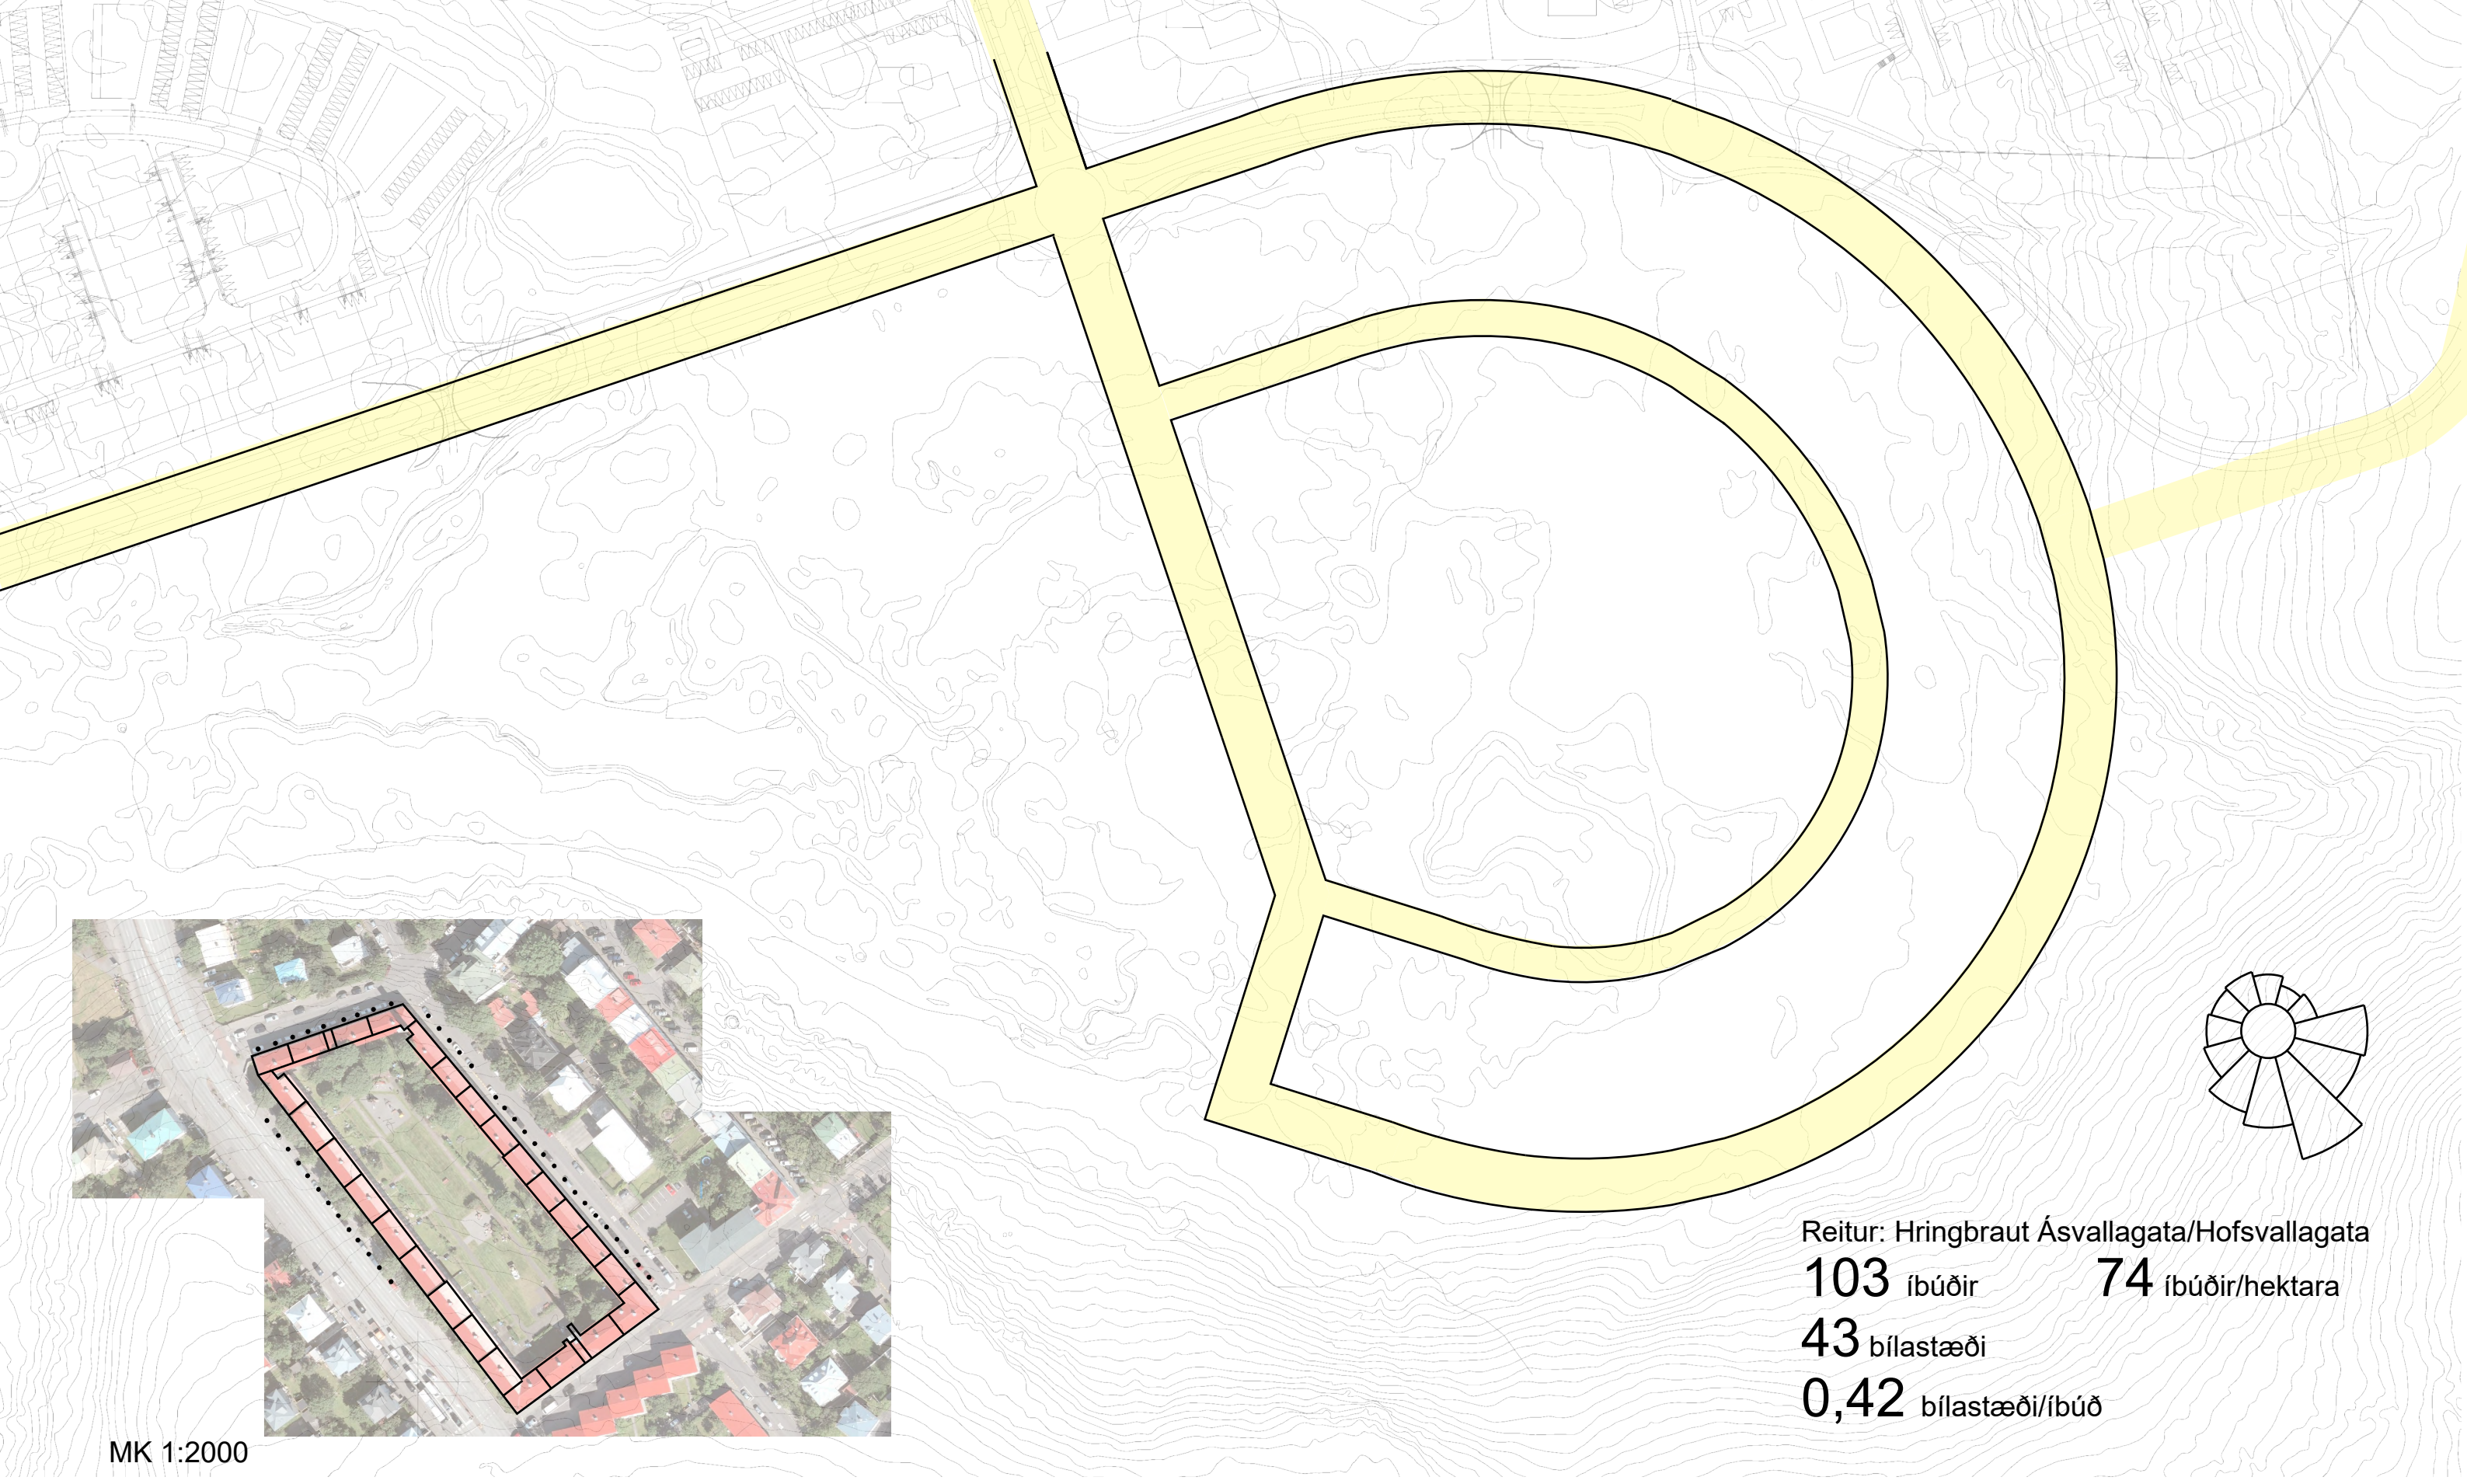 Reitur: Hringbraut Ásvallagata/Hofsvallagata
103 íbúðir 74 íbúðir/hektara
43 bílastæði
0,42 bílastæði/íbúð
MK 1:2000